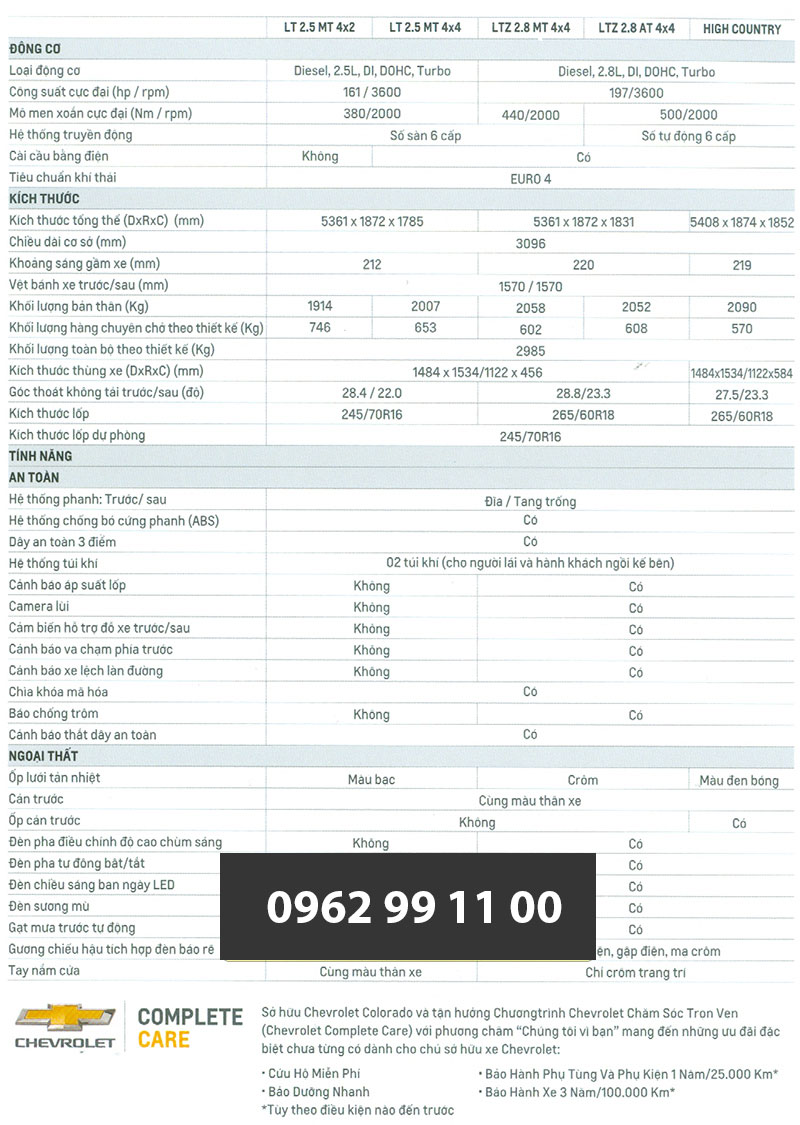 LT 2.5 MT 4x2 LT 2.5 MT 4x4 LTZ 2.8 MT 4x4 LTZ 2.8 AT 4x4 HIGH COUNTRY
ĐỘNG CƠ
Loại động cơ Diesel, 2.5L, DI, DOHC, Turbo Diesel, 2.8L, DI, DOHC, Turbo
Công suất cực đại (hp / rpm) 161 / 3600 197/3600
Mô men xoắn cực đại (Nm / rpm) 380/2000 440/2000 500/2000
Hệ thống truyền động Số sàn 6 cấp Số tự động 6 cấp
Cài cầu bằng điện Không Có
Tiêu chuẩn khí thải EURO 4
KÍCH THƯỚC
Kích thước tổng thể (DxRxC) (mm) 5361 x 1872 x 1785 5361 x 1872 x 1831 5408 x 1874 x 1852
Chiều dài cơ sở (mm) 3096
Khoảng sáng gầm xe (mm) 212 220 219
Vệt bánh xe trước/sau (mm) 1570 / 1570
Khối lượng bản thân (Kg) 1914 2007 2058 2052 2090
Khối lượng hàng chuyên chở theo thiết kế (Kg) 746 653 602 608 570
Khối lượng toàn bộ theo thiết kế (Kg) 2985
Kích thước thùng xe (DxRxC) (mm) 1484 x 1534/1122 x 456 1484x1534/1122x584
Góc thoát không tải trước/sau (độ) 28.4 / 22.0 28.8/23.3 27.5/23.3
Kích thước lốp 245/70R16 265/60R18 265/60R18
Kích thước lốp dự phòng 245/70R16
TÍNH NĂNG
AN TOÀN
Hệ thống phanh: Trước/ sau Đĩa / Tang trống
Hệ thống chống bó cứng phanh (ABS) Có
Dây an toàn 3 điểm Có
Hệ thống túi khí 02 túi khí (cho người lái và hành khách ngồi kế bên)
Cảnh báo áp suất lốp Không Có
Camera lùi Không Có
Cảm biến hỗ trợ đỗ xe trước/sau Không Có
Cảnh báo va chạm phía trước Không Có
Cảnh báo xe lệch làn đường Không Có
Chìa khóa mã hóa Có
Báo chống trộm Không Có
Cảnh báo thắt dây an toàn Có
NGOẠI THẤT
Ốp lưới tản nhiệt Màu bạc Crôm Màu đen bóng
Cản trước Cùng màu thân xe
Ốp cản trước Không Có
Đèn pha điều chỉnh độ cao chùm sáng Không Có
Đèn pha tự động bật/tắt Có
Đèn chiếu sáng ban ngày LED Có
Đèn sương mù Có
Gạt mưa trước tự động Có
0962 99 11 00
Gương chiếu hậu tích hợp đèn báo rẽ gập điện, mạ crôm
Tay nắm cửa Cùng màu thân xe Chỉ crôm trang trí
CHEVROLET
COMPLETE
CARE
Sở hữu Chevrolet Colorado và tận hưởng Chươngtrình Chevrolet Chăm Sóc Trọn Vẹn
(Chevrolet Complete Care) với phương châm "Chúng tôi vì bạn" mang đến những ưu đãi đặc
biệt chưa từng có dành cho chủ sở hữu xe Chevrolet:
• Cứu Hộ Miễn Phí • Bảo Hành Phụ Tùng Và Phụ Kiện 1 Năm/25.000 Km*
• Bảo Dưỡng Nhanh • Bảo Hành Xe 3 Năm/100.000 Km*
*Tùy theo điều kiện nào đến trước